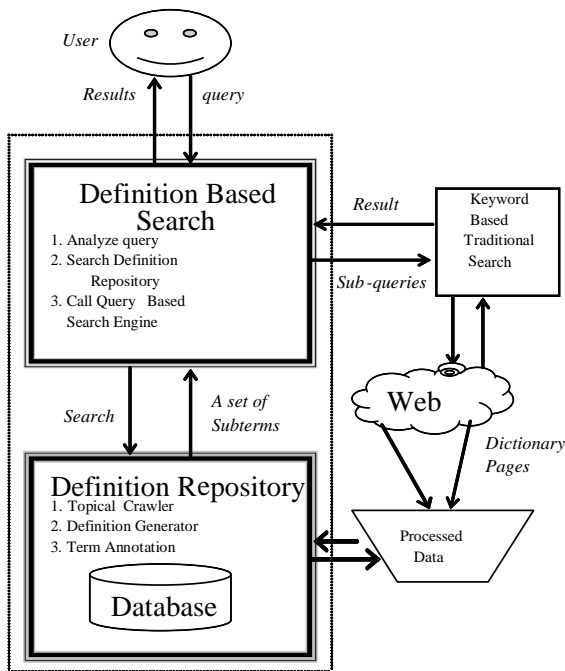 User
Results
query
Definition Based
Search
1. Analyze query
2. Search Definition
Repository
3. Call Query Based
Search Engine
Result
Sub-queries
Keyword
Based
Traditional
Search
Search
A set of
Subterms
Web
Dictionary
Pages
Definition Repository
1. Topical Crawler
2. Definition Generator
3. Term Annotation
Database
Processed
Data